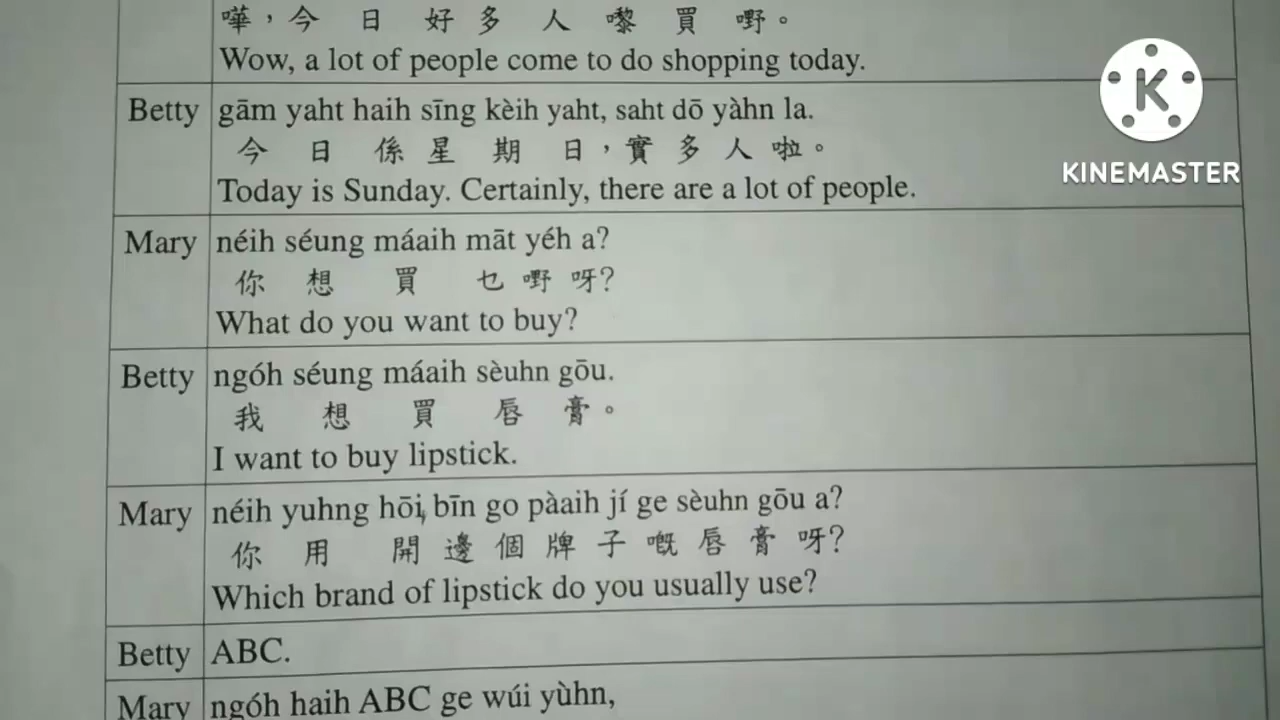 嘩，今日好多人嚟買嘢。
Wow, a lot of people come to do shopping today.
Betty gām yaht haih sīng kèih yaht, saht dō yàhn la.
今日係星期日，實多人啦。
Today is Sunday. Certainly, there are a lot of people.
Mary néih séung máaih māt yéh a?
你想買乜嘢呀?
What do you want to buy?
Betty ngóh séung máaih sèuhn gōu.
我想買唇膏。
I want to buy lipstick.
Mary néih yuhng hōi, bīn go pàaih jí ge sèuhn gōu a?
你用開邊個牌子嘅唇膏呀?
Which brand of lipstick do you usually use?
Betty ABC.
Mary ngóh haih ABC ge wúi yùhn,
K
KINEMASTER